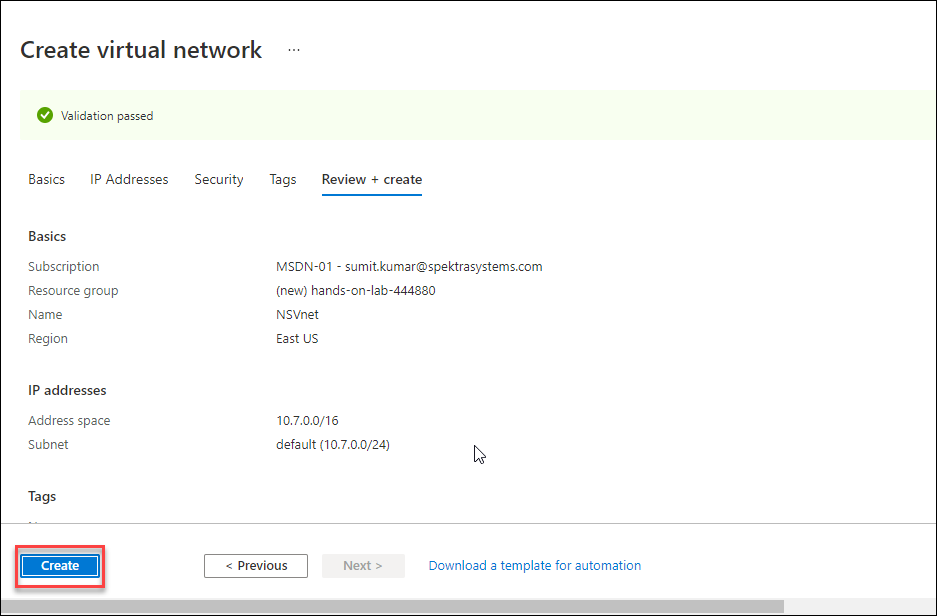 Create virtual network ...
Validation passed
Basics IP Addresses Security Tags Review + create
Basics
Subscription MSDN-01 - sumit.kumar@spektrasystems.com
Resource group (new) hands-on-lab-444880
Name NSVnet
Region East US
IP addresses
Address space 10.7.0.0/16
Subnet default (10.7.0.0/24)
Tags
Create < Previous Next > Download a template for automation